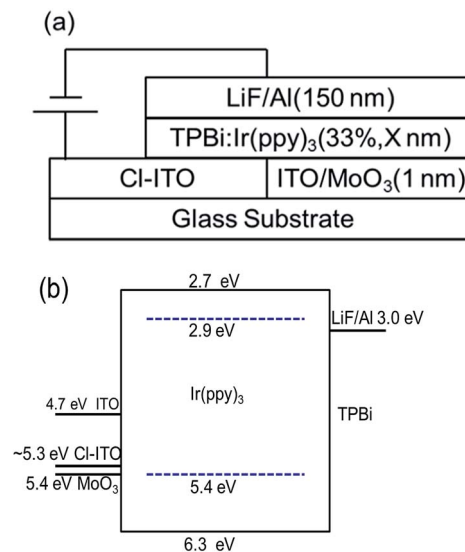 (a)
LiF/Al(150 nm)
TPBi:Ir(ppy)₃(33%,X nm)
Cl-ITO
ITO/MoO₃(1 nm)
Glass Substrate
(b)
2.7 eV
LiF/Al 3.0 eV
2.9 eV
Ir(ppy)₃
4.7 eV ITO
TPBi
~5.3 eV Cl-ITO
5.4 eV MoO₃
5.4 eV
6.3 eV